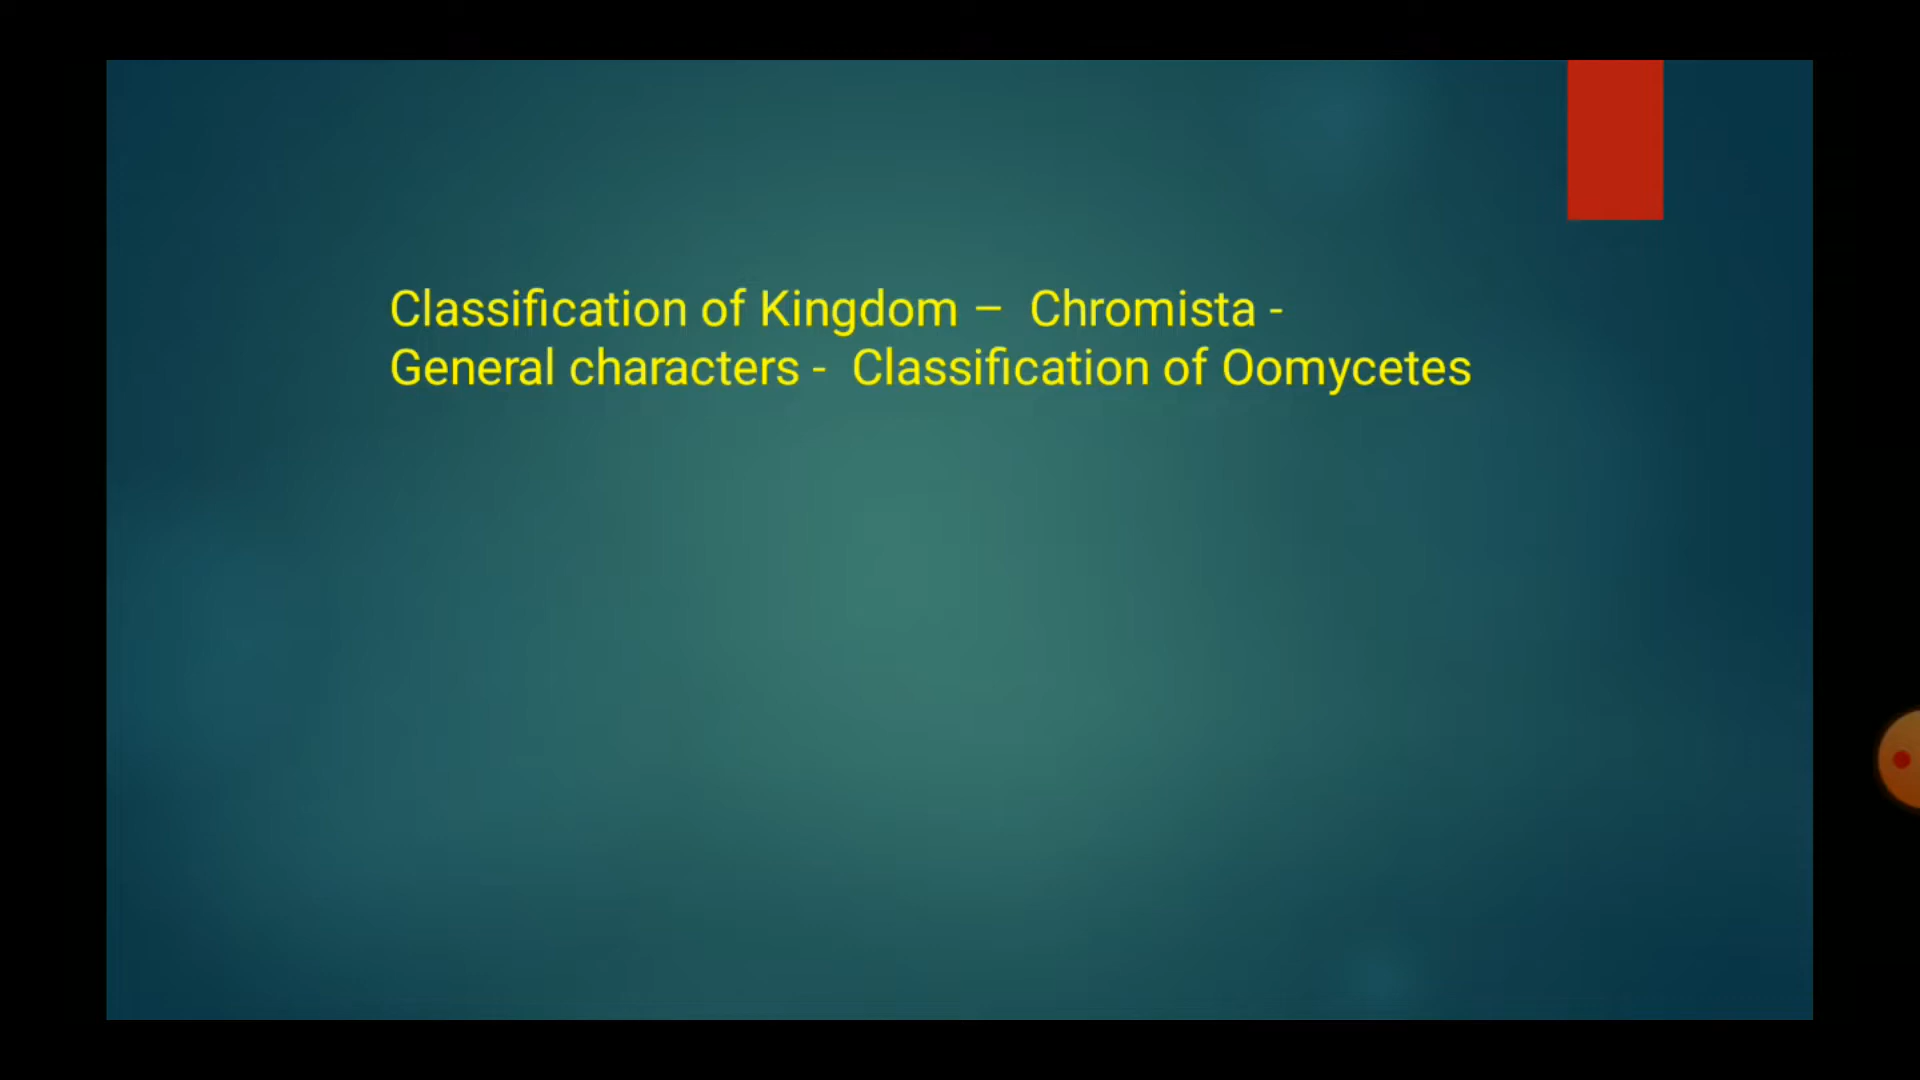 Classification of Kingdom – Chromista -
General characters - Classification of Oomycetes